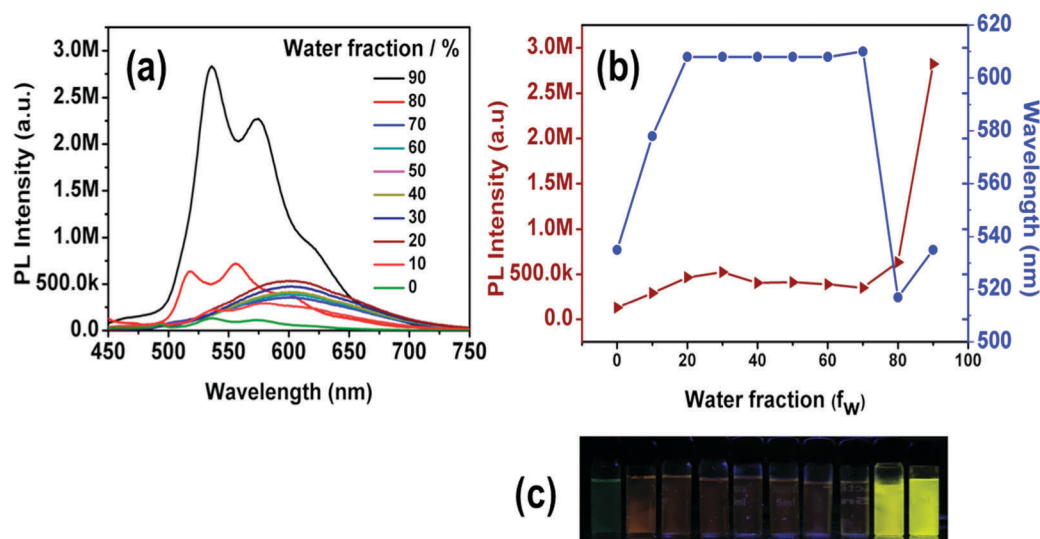 (a)
Water fraction / %
90
80
70
60
50
40
30
20
10
0
3.0M
2.5M
2.0M
1.5M
1.0M
500.0k
0.0
PL Intensity (a.u.)
450 500 550 600 650 700 750
Wavelength (nm)
(b)
3.0M
2.5M
2.0M
1.5M
1.0M
500.0k
0.0
PL Intensity (a.u)
620
600
580
560
540
520
500
Wavelength (nm)
0 20 40 60 80 100
Water fraction (fW)
(c)